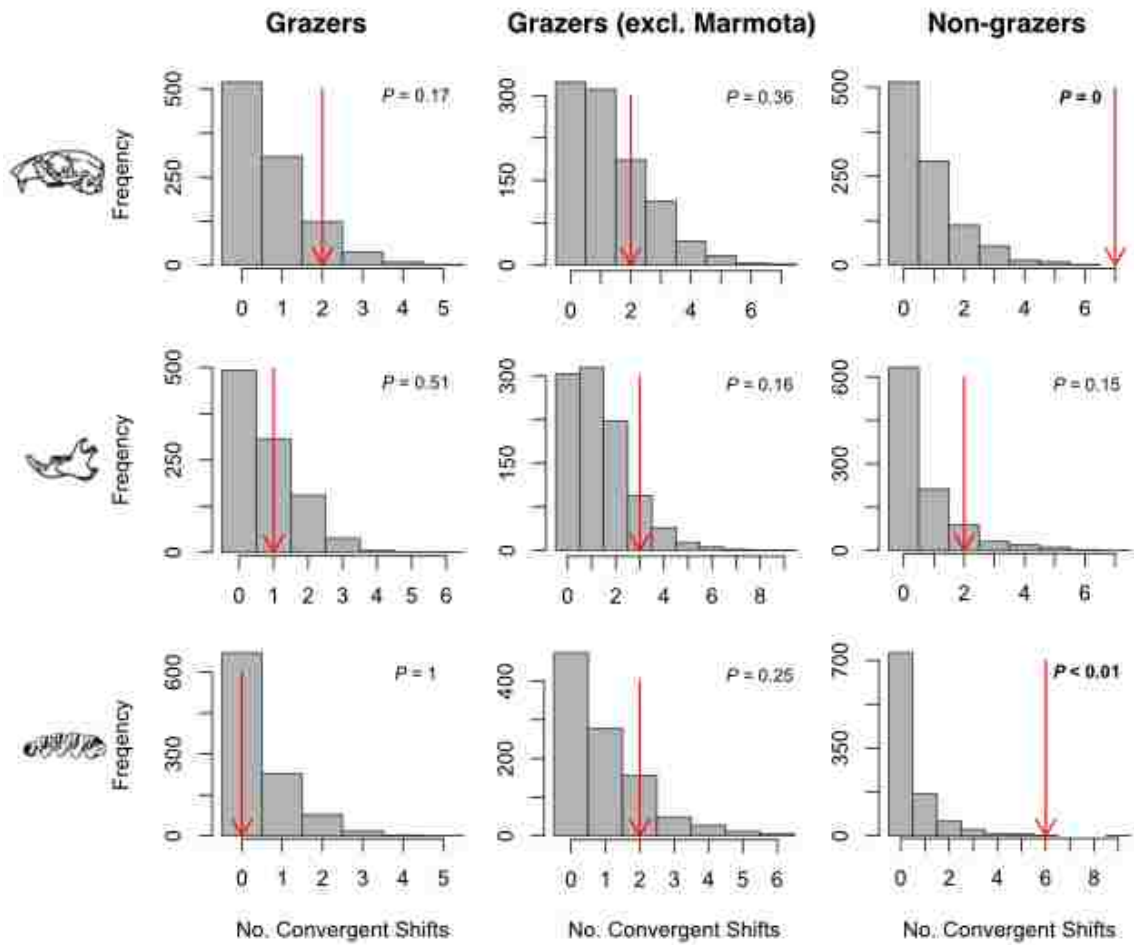 Grazers Grazers (excl. Marmota) Non-grazers
Freqency
0 250 500
P = 0.17
0 1 2 3 4 5
0 150 300
P = 0.36
0 2 4 6
0 250 500
P = 0
0 2 4 6
Freqency
0 250 500
P = 0.51
0 1 2 3 4 5 6
0 150 300
P = 0.16
0 2 4 6 8
0 300 600
P = 0.15
0 2 4 6
Freqency
0 300 600
P = 1
0 1 2 3 4 5
0 200 400
P = 0.25
0 1 2 3 4 5 6
0 350 700
P < 0.01
0 2 4 6 8
No. Convergent Shifts No. Convergent Shifts No. Convergent Shifts